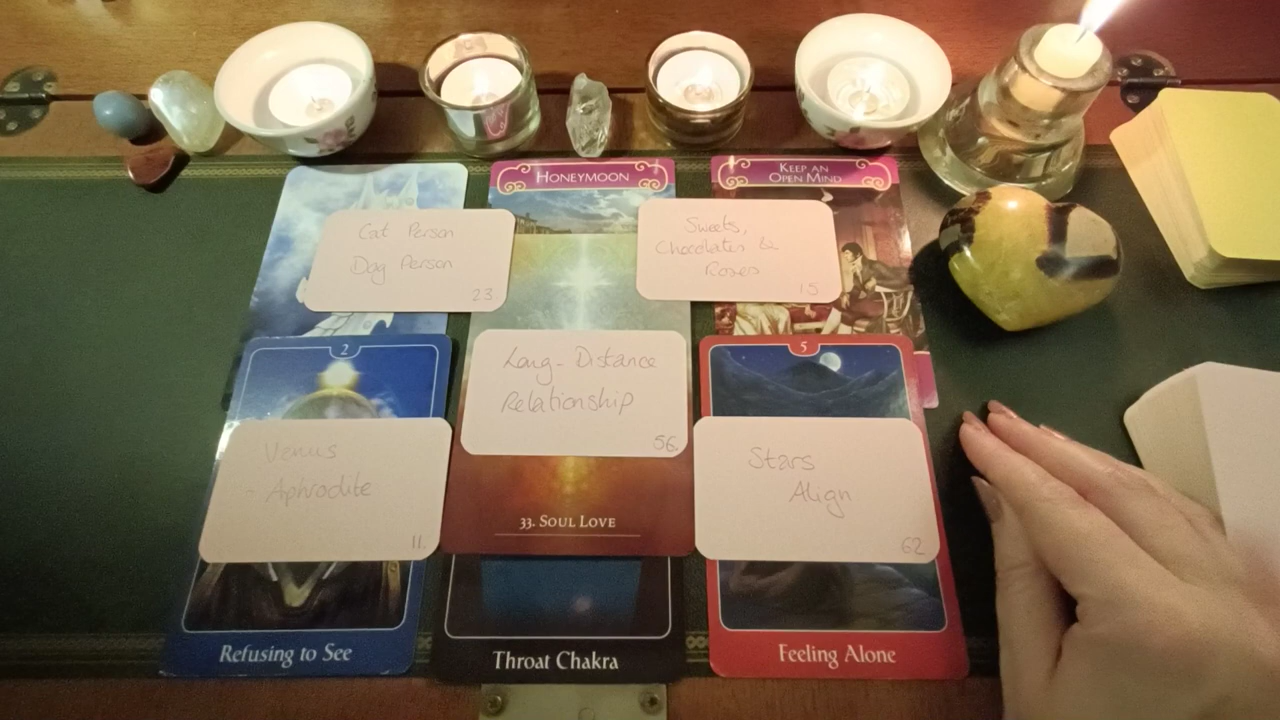 HONEYMOON
KEEP AN
OPEN MIND
Cat Person
Dog Person
23
Sweets,
Chocolates &
Roses
15
2
5
Long-Distance
Relationship
56
Venus
- Aphrodite
11.
Stars
Align
62
33. SOUL LOVE
Refusing to See
Throat Chakra
Feeling Alone